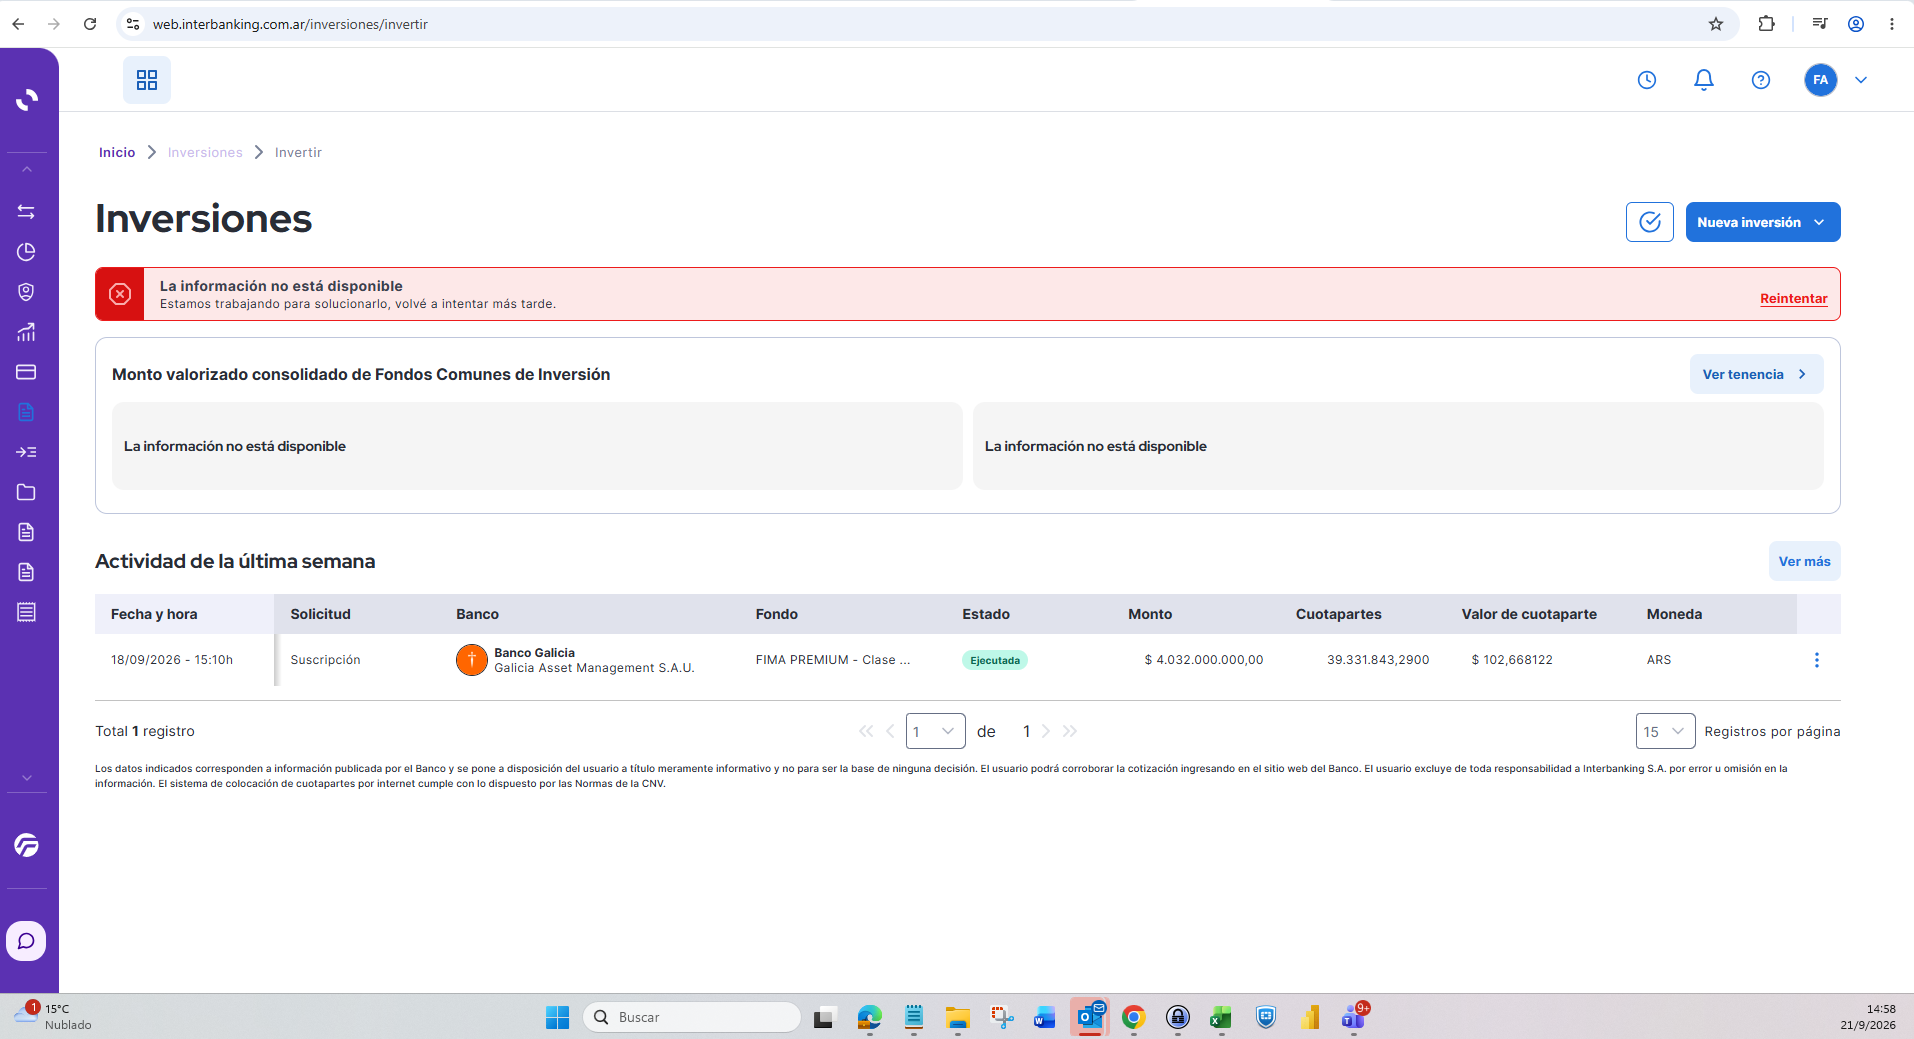 web.interbanking.com.ar/inversiones/invertir
FA
Inicio > Inversiones > Invertir
Inversiones
Nueva inversión
La información no está disponible
Estamos trabajando para solucionarlo, volvé a intentar más tarde.
Reintentar
Monto valorizado consolidado de Fondos Comunes de Inversión
Ver tenencia
La información no está disponible
La información no está disponible
Actividad de la última semana
Ver más
Fecha y hora Solicitud Banco Fondo Estado Monto Cuotapartes Valor de cuotaparte Moneda
18/09/2026 - 15:10h Suscripción Banco Galicia Galicia Asset Management S.A.U. FIMA PREMIUM - Clase ... Ejecutada $ 4.032.000.000,00 39.331.843,2900 $ 102,668122 ARS
Total 1 registro
1 de 1
15 Registros por página
Los datos indicados corresponden a información publicada por el Banco y se pone a disposición del usuario a título meramente informativo y no para ser la base de ninguna decisión. El usuario podrá corroborar la cotización ingresando en el sitio web del Banco. El usuario excluye de toda responsabilidad a Interbanking S.A. por error u omisión en la
información. El sistema de colocación de cuotapartes por internet cumple con lo dispuesto por las Normas de la CNV.
1
15°C
Nublado
Buscar
9+
14:58
21/9/2026